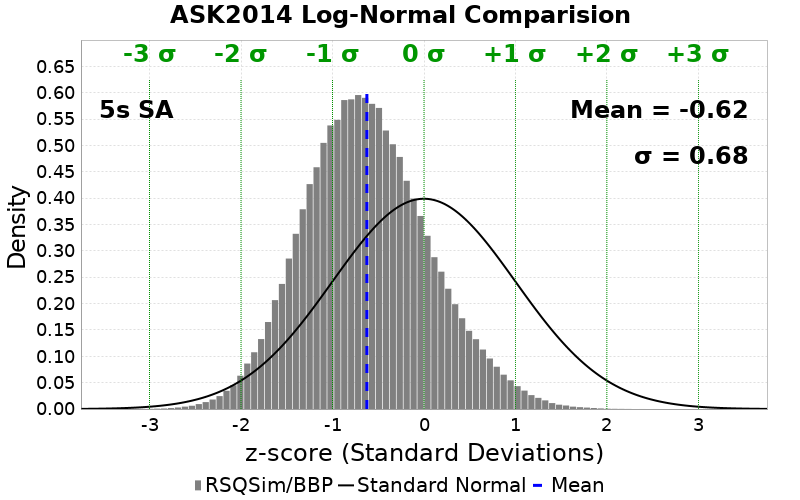 ASK2014 Log-Normal Comparision
-3 σ -2 σ -1 σ 0 σ +1 σ +2 σ +3 σ
5s SA
Mean = -0.62
σ = 0.68
Density
0.65
0.60
0.55
0.50
0.45
0.40
0.35
0.30
0.25
0.20
0.15
0.10
0.05
0.00
-3 -2 -1 0 1 2 3
z-score (Standard Deviations)
RSQSim/BBP Standard Normal Mean